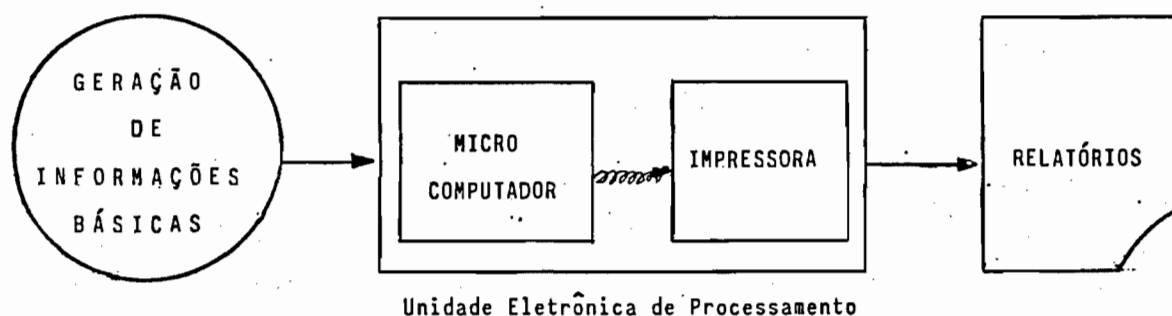 GERAÇÃO
DE
INFORMAÇÕES
BÁSICAS
MICRO
COMPUTADOR
IMPRESSORA
RELATÓRIOS
Unidade Eletrônica de Processamento